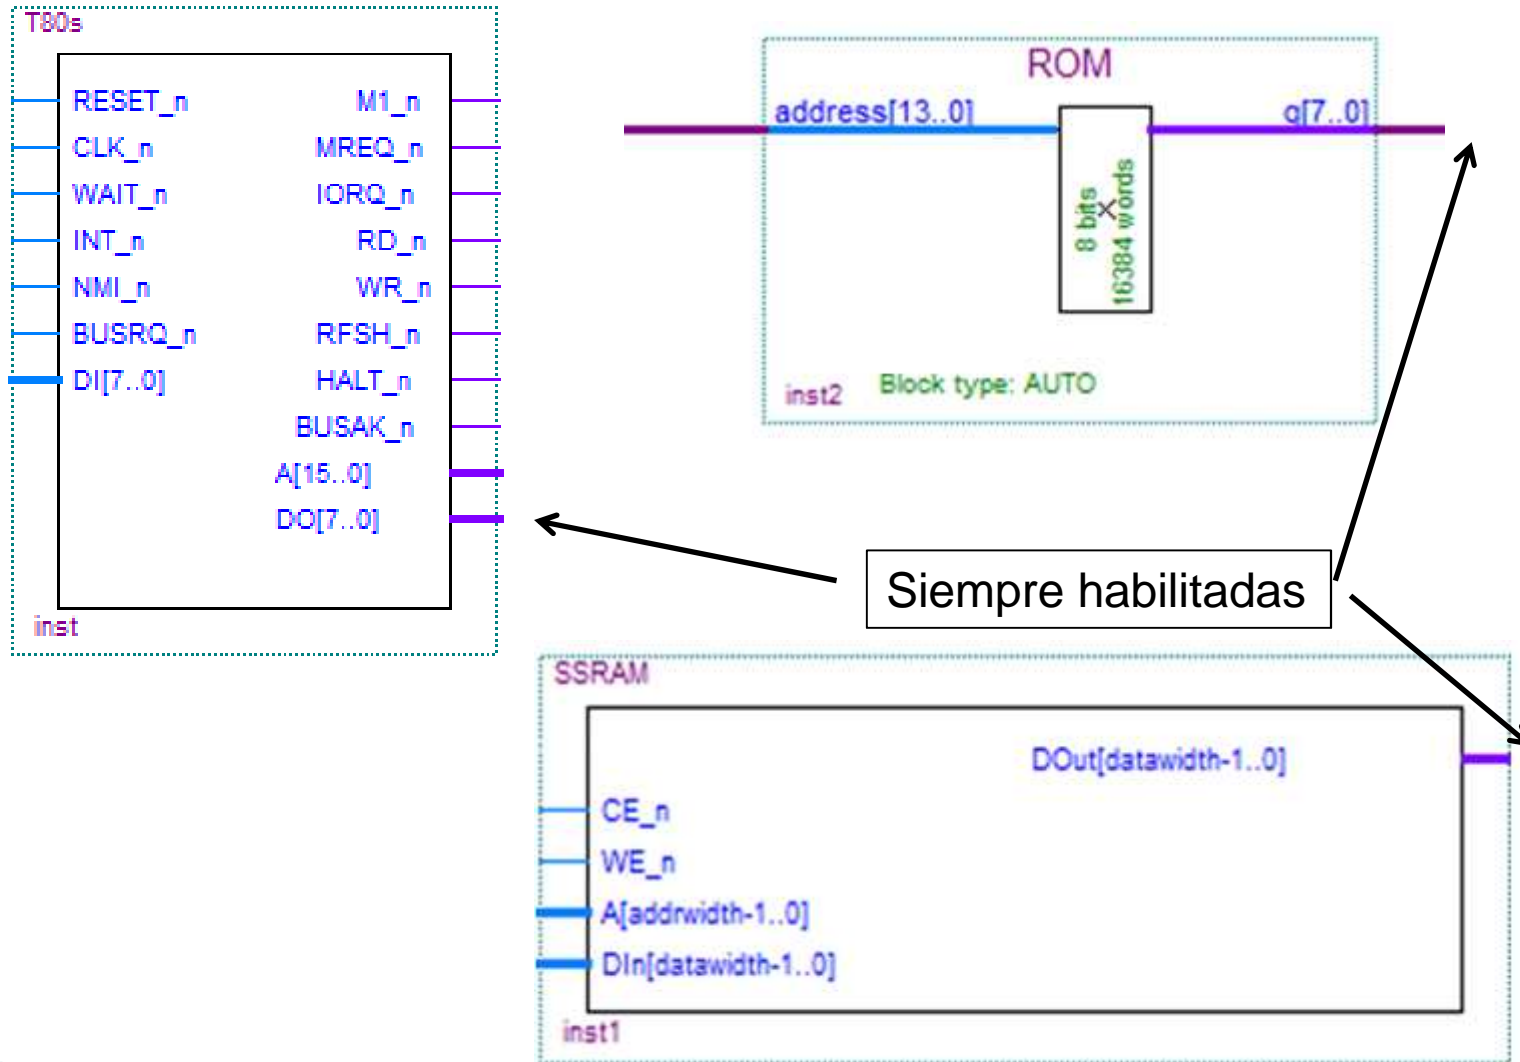 T80s
RESET_n
CLK_n
WAIT_n
INT_n
NMI_n
BUSRQ_n
DI[7..0]
M1_n
MREQ_n
IORQ_n
RD_n
WR_n
RFSH_n
HALT_n
BUSAK_n
A[15..0]
DO[7..0]
inst
ROM
address[13..0]
q[7..0]
8 bits
×
16384 words
inst2
Block type: AUTO
Siempre habilitadas
SSRAM
DOut[datawidth-1..0]
CE_n
WE_n
A[addrwidth-1..0]
DIn[datawidth-1..0]
inst1